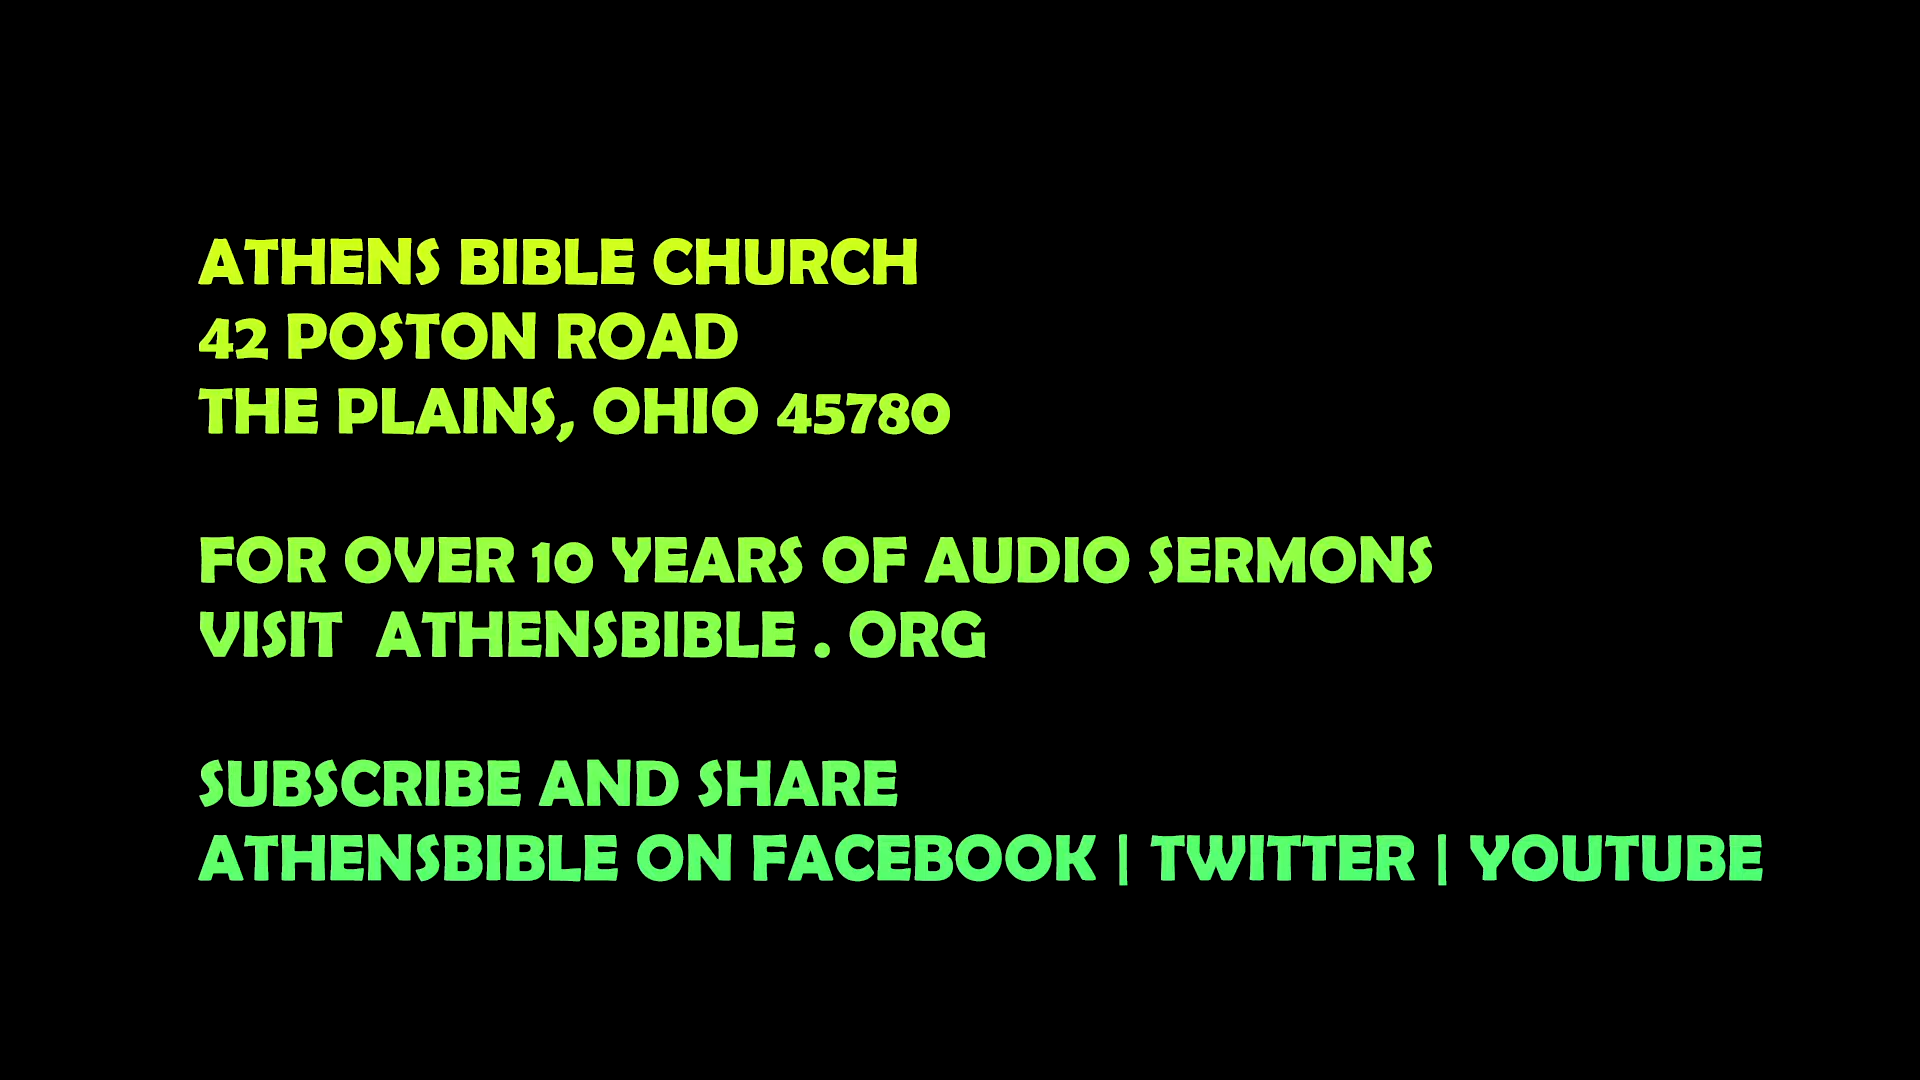 ATHENS BIBLE CHURCH
42 POSTON ROAD
THE PLAINS, OHIO 45780
FOR OVER 10 YEARS OF AUDIO SERMONS
VISIT  ATHENSBIBLE . ORG
SUBSCRIBE AND SHARE
ATHENSBIBLE ON FACEBOOK | TWITTER | YOUTUBE